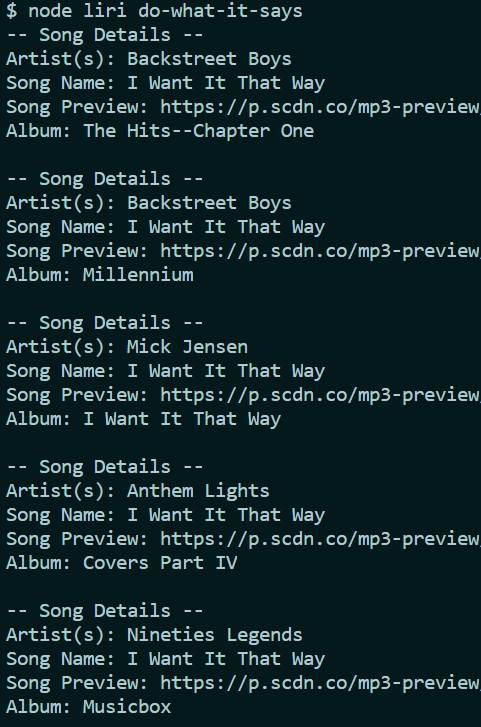 $ node liri do-what-it-says
-- Song Details --
Artist(s): Backstreet Boys
Song Name: I Want It That Way
Song Preview: https://p.scdn.co/mp3-preview/
Album: The Hits--Chapter One
-- Song Details --
Artist(s): Backstreet Boys
Song Name: I Want It That Way
Song Preview: https://p.scdn.co/mp3-preview/
Album: Millennium
-- Song Details --
Artist(s): Mick Jensen
Song Name: I Want It That Way
Song Preview: https://p.scdn.co/mp3-preview/
Album: I Want It That Way
-- Song Details --
Artist(s): Anthem Lights
Song Name: I Want It That Way
Song Preview: https://p.scdn.co/mp3-preview/
Album: Covers Part IV
-- Song Details --
Artist(s): Nineties Legends
Song Name: I Want It That Way
Song Preview: https://p.scdn.co/mp3-preview/
Album: Musicbox